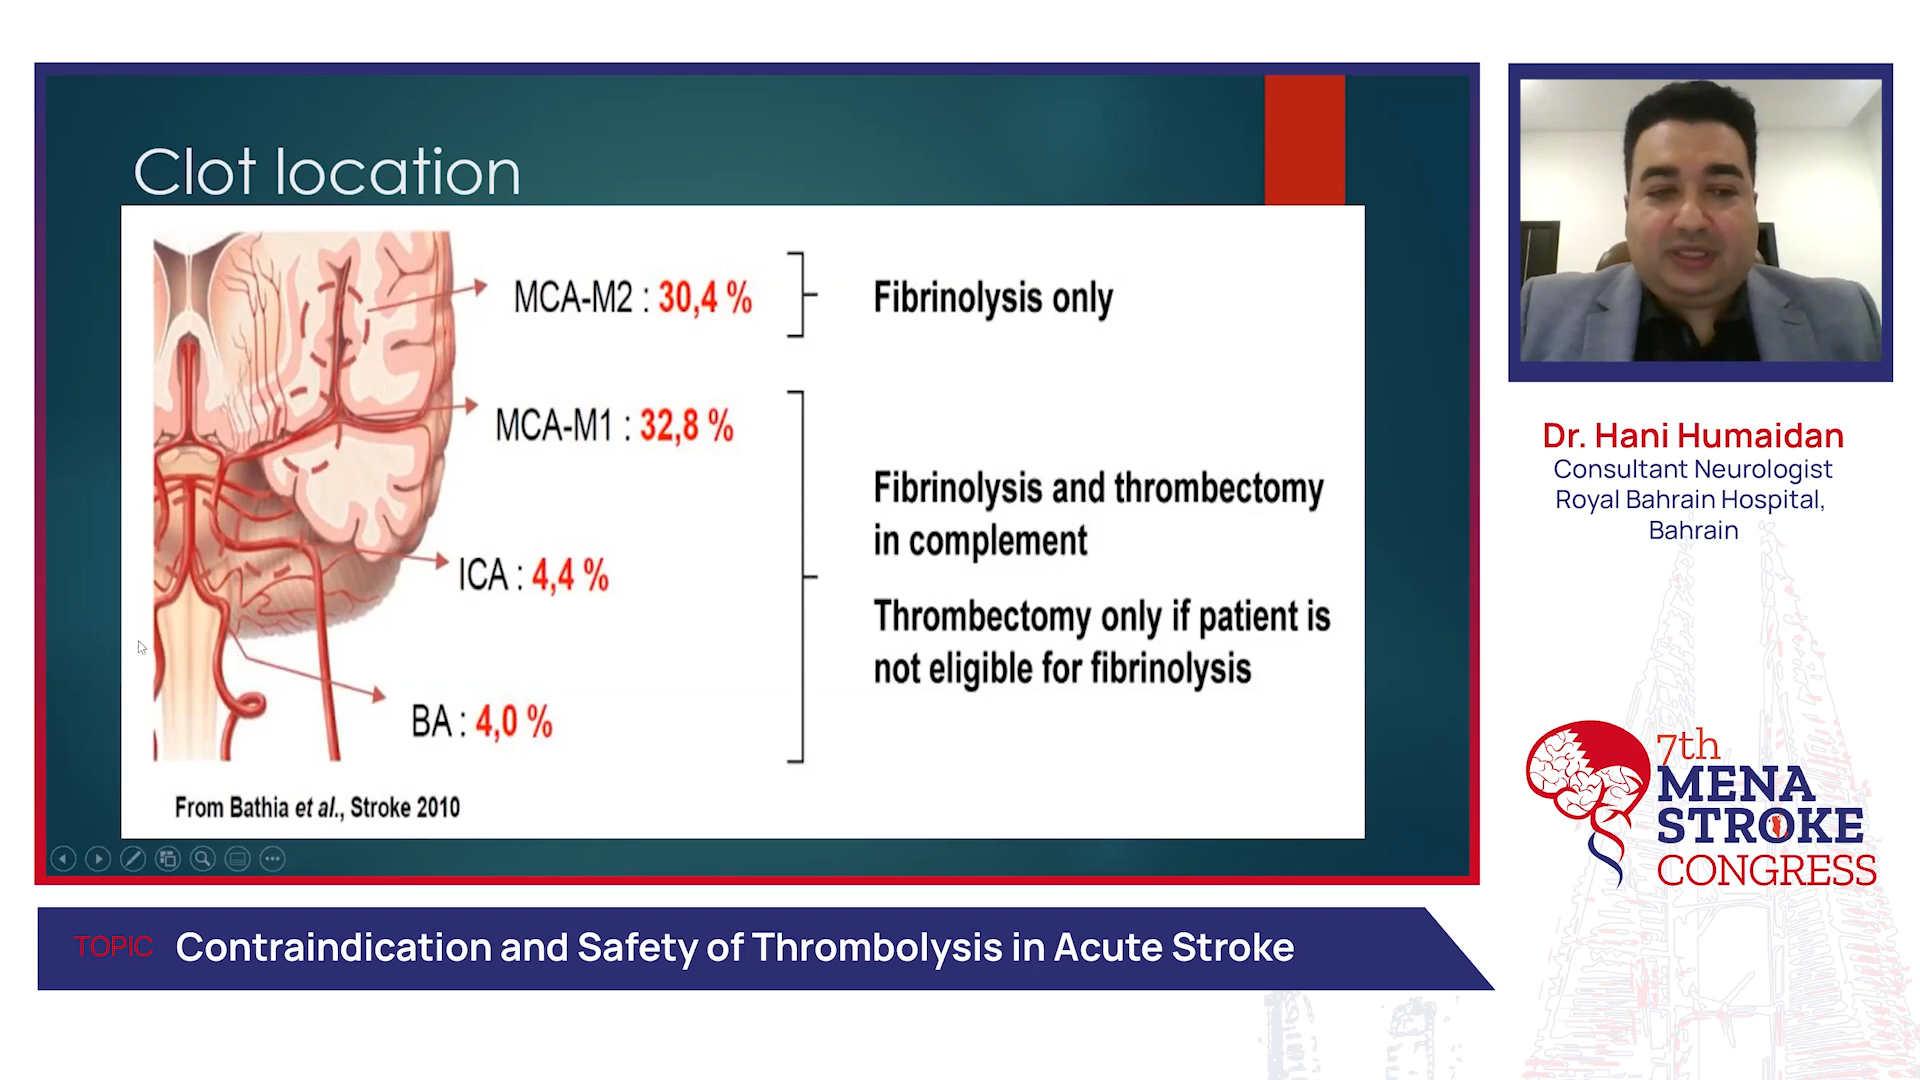 Clot location
MCA-M2 : 30,4 %
Fibrinolysis only
MCA-M1 : 32,8 %
Fibrinolysis and thrombectomy
in complement
ICA : 4,4 %
Thrombectomy only if patient is
not eligible for fibrinolysis
BA : 4,0 %
From Bathia et al., Stroke 2010
Dr. Hani Humaidan
Consultant Neurologist
Royal Bahrain Hospital,
Bahrain
7th
MENA
STROKE
CONGRESS
TOPIC Contraindication and Safety of Thrombolysis in Acute Stroke